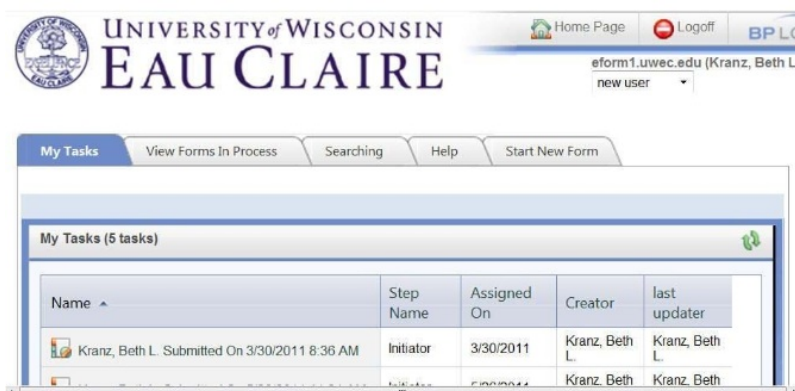 UNIVERSITY of WISCONSIN
EAU CLAIRE
Home Page Logoff BP
eform1.uwec.edu (Kranz, Beth L
new user
My Tasks View Forms In Process Searching Help Start New Form
My Tasks (5 tasks)
Name Step Name Assigned On Creator last updater
Kranz, Beth L. Submitted On 3/30/2011 8:36 AM Initiator 3/30/2011 Kranz, Beth L. Kranz, Beth L.
Kranz, Beth Kranz, Beth